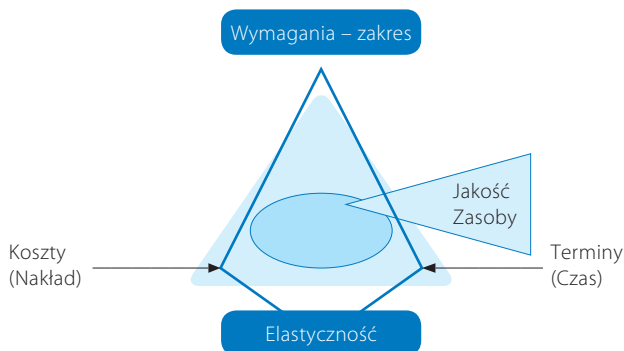 Wymagania – zakres
Jakość
Zasoby
Koszty
(Nakład)
Terminy
(Czas)
Elastyczność